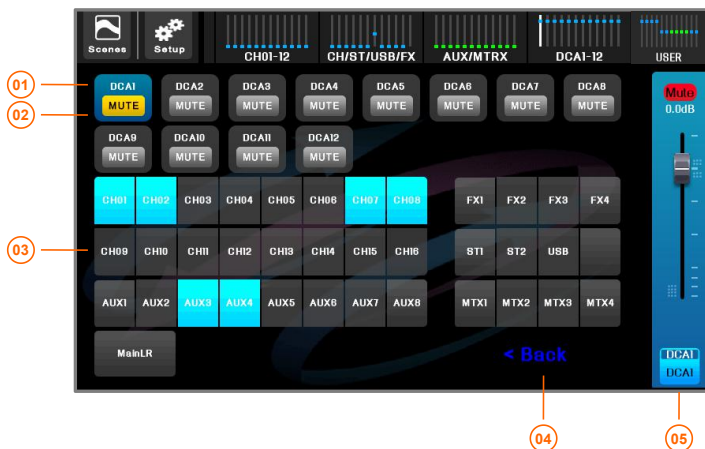 Scenes Setup CH01-12 CH/ST/USB/FX AUX/MTRX DCA1-12 USER
01 DCA1 DCA2 DCA3 DCA4 DCA5 DCA6 DCA7 DCA8 Mute
02 MUTE MUTE MUTE MUTE MUTE MUTE MUTE MUTE 0.0dB
DCA9 DCA10 DCA11 DCA12
MUTE MUTE MUTE MUTE
CH01 CH02 CH03 CH04 CH05 CH06 CH07 CH08 FX1 FX2 FX3 FX4
03 CH09 CH10 CH11 CH12 CH13 CH14 CH15 CH16 ST1 ST2 USB
AUX1 AUX2 AUX3 AUX4 AUX5 AUX6 AUX7 AUX8 MTX1 MTX2 MTX3 MTX4
MainLR < Back DCA1
DCA1
04 05